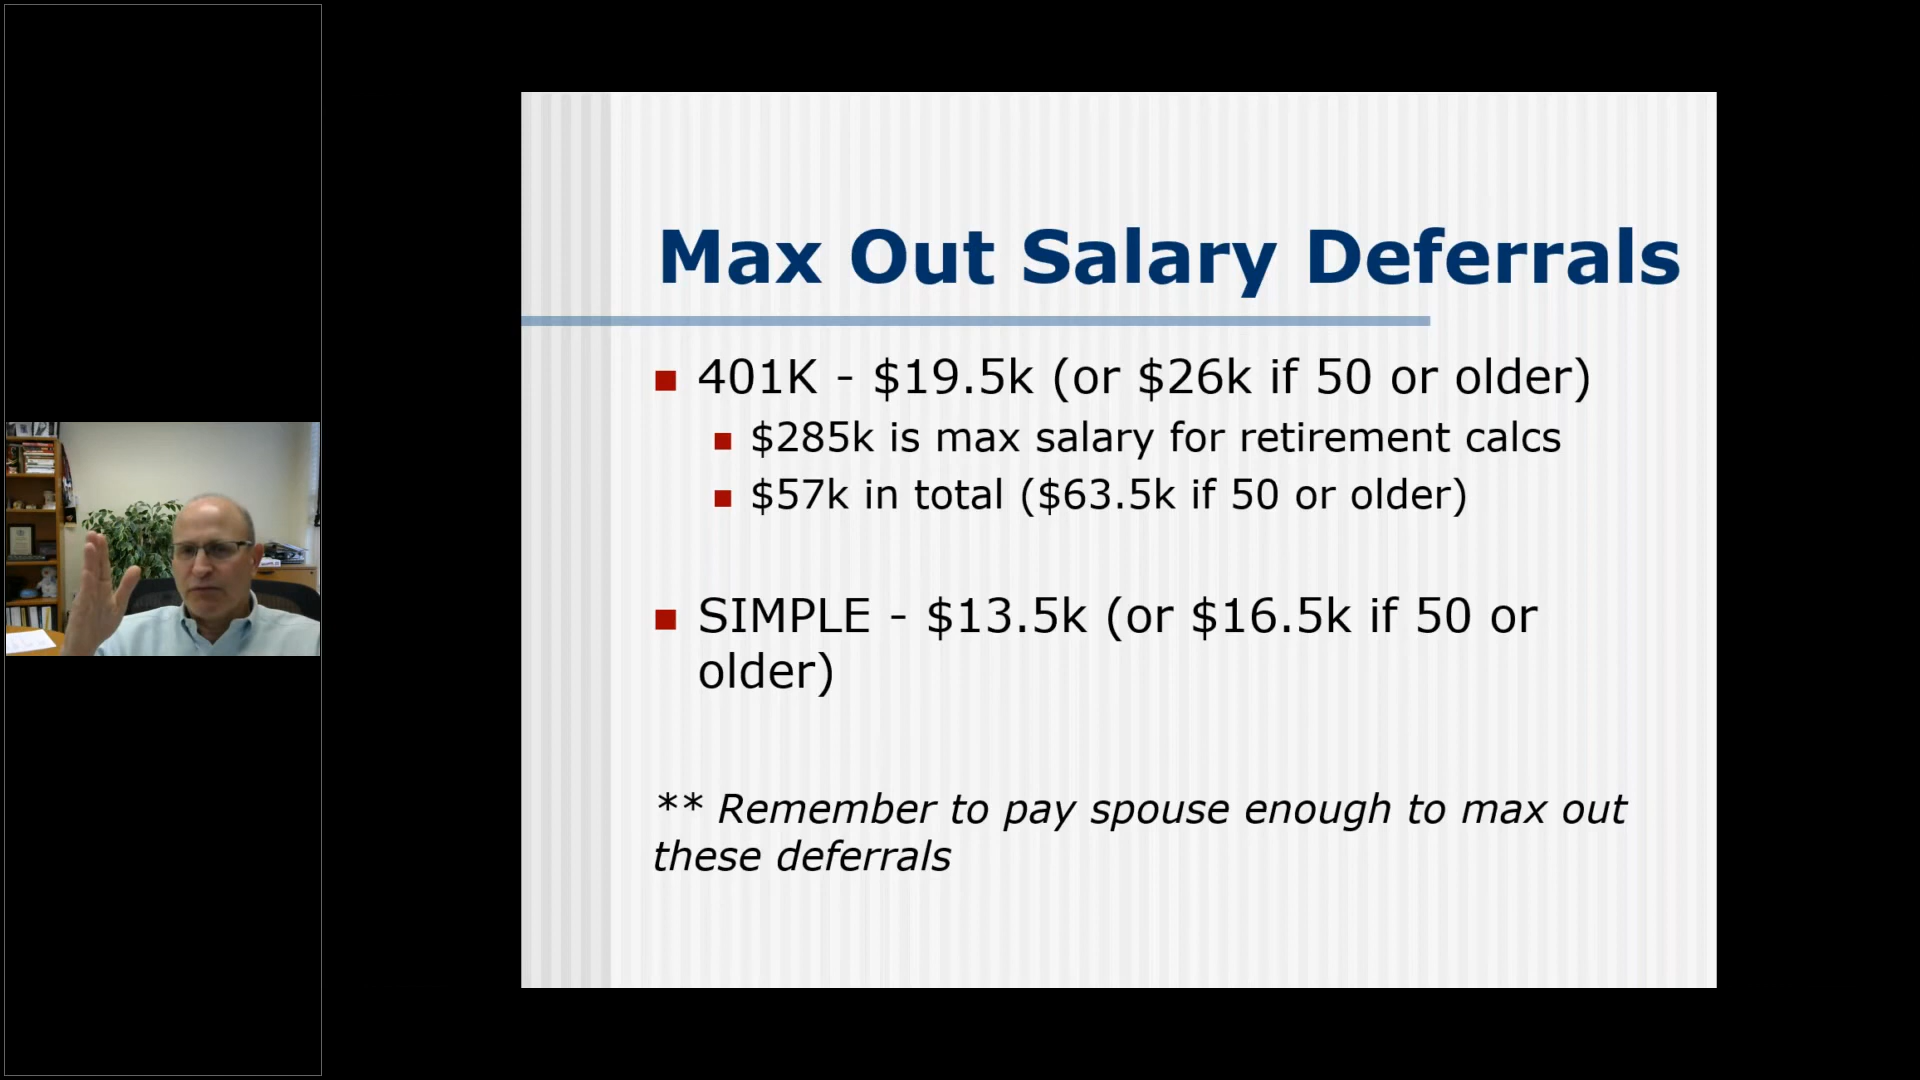 Max Out Salary Deferrals
401K - $19.5k (or $26k if 50 or older)
$285k is max salary for retirement calcs
$57k in total ($63.5k if 50 or older)
SIMPLE - $13.5k (or $16.5k if 50 or
older)
** Remember to pay spouse enough to max out
these deferrals